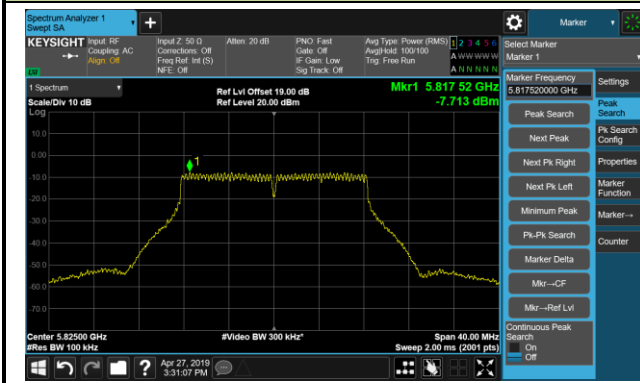 Spectrum Analyzer 1
Swept SA
+
Marker
KEYSIGHT
Input: RF
Coupling: AC
Align: Off
Input Z: 50 Ω
Corrections: Off
Freq Ref: Int (S)
NFE: Off
Atten: 20 dB
PNO: Fast
Gate: Off
IF Gain: Low
Sig Track: Off
Avg Type: Power (RMS)
Avg|Hold: 100/100
Trig: Free Run
1 2 3 4 5 6
A W W W W W
A N N N N N
Select Marker
Marker 1
1 Spectrum
Scale/Div 10 dB
Log
Ref Lvl Offset 19.00 dB
Ref Level 20.00 dBm
Mkr1 5.817 52 GHz
-7.713 dBm
10.0
0.00
-10.0
-20.0
-30.0
-40.0
-50.0
-60.0
-70.0
1
Center 5.82500 GHz
#Res BW 100 kHz
#Video BW 300 kHz*
Span 40.00 MHz
Sweep 2.00 ms (2001 pts)
Marker Frequency
5.817520000 GHz
Peak Search
Next Peak
Next Pk Right
Next Pk Left
Minimum Peak
Pk-Pk Search
Marker Delta
Mkr→CF
Mkr→Ref Lvl
Continuous Peak
Search
On
Off
Settings
Peak
Search
Pk Search
Config
Properties
Marker
Function
Marker→
Counter
?
Apr 27, 2019
3:31:07 PM